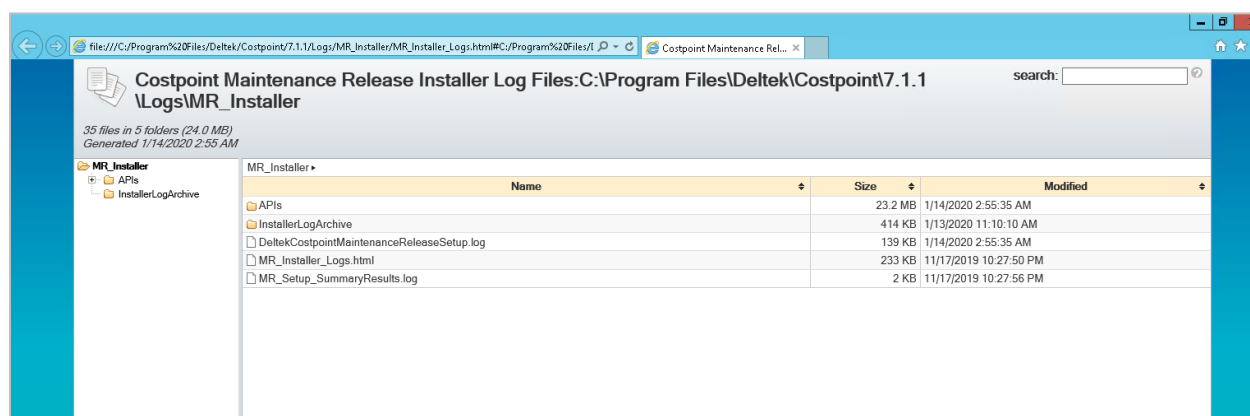 file:///C:/Program%20Files/Deltek/Costpoint/7.1.1/Logs/MR_Installer/MR_Installer_Logs.html#C:/Program%20Files/
Costpoint Maintenance Rel...
Costpoint Maintenance Release Installer Log Files:C:\Program Files\Deltek\Costpoint\7.1.1
\Logs\MR_Installer
search:
35 files in 5 folders (24.0 MB)
Generated 1/14/2020 2:55 AM
MR_Installer
APIs
InstallerLogArchive
MR_Installer
Name Size Modified
APIs 23.2 MB 1/14/2020 2:55:35 AM
InstallerLogArchive 414 KB 1/13/2020 11:10:10 AM
DeltekCostpointMaintenanceReleaseSetup.log 139 KB 1/14/2020 2:55:35 AM
MR_Installer_Logs.html 233 KB 11/17/2019 10:27:50 PM
MR_Setup_SummaryResults.log 2 KB 11/17/2019 10:27:56 PM